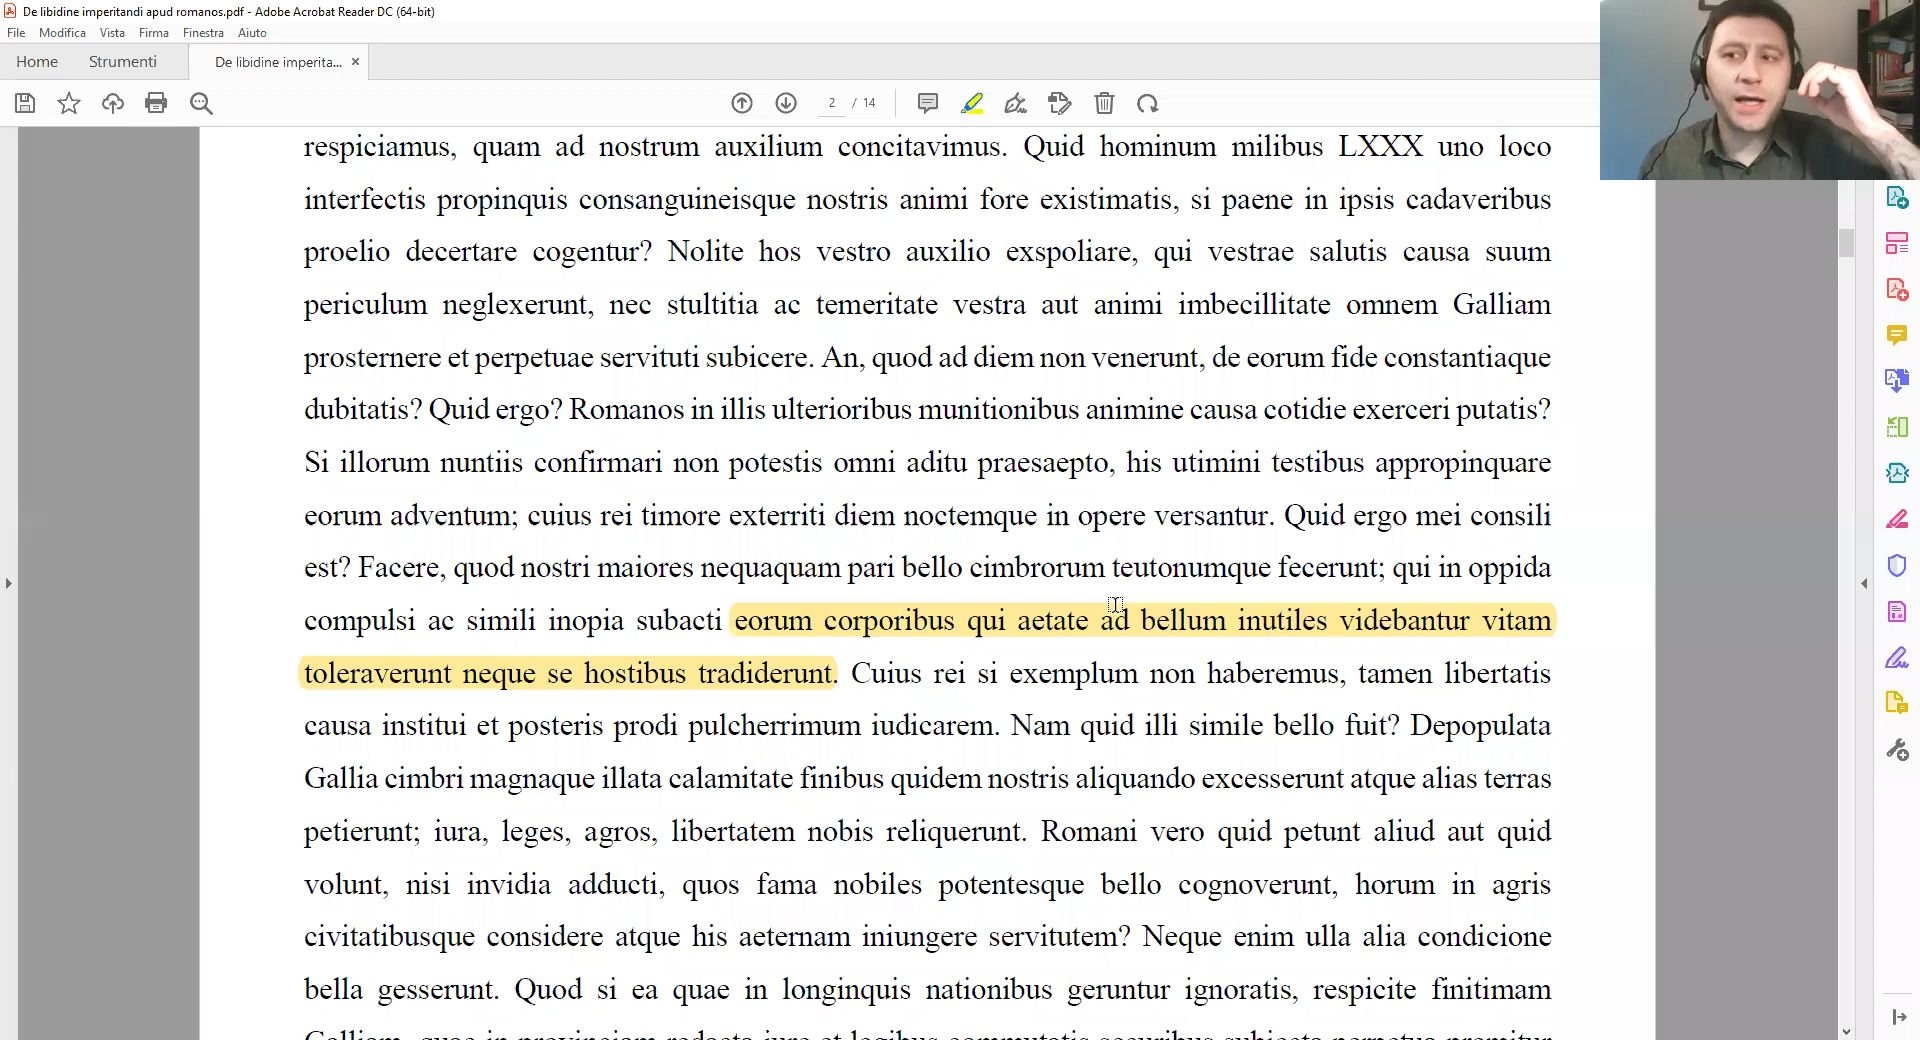 De libidine imperitandi apud romanos.pdf - Adobe Acrobat Reader DC (64-bit)
File Modifica Vista Firma Finestra Aiuto
Home Strumenti De libidine imperita... ×
2 / 14
respiciamus, quam ad nostrum auxilium concitavimus. Quid hominum milibus LXXX uno loco
interfectis propinquis consanguineisque nostris animi fore existimatis, si paene in ipsis cadaveribus
proelio decertare cogentur? Nolite hos vestro auxilio exspoliare, qui vestrae salutis causa suum
periculum neglexerunt, nec stultitia ac temeritate vestra aut animi imbecillitate omnem Galliam
prosternere et perpetuae servituti subicere. An, quod ad diem non venerunt, de eorum fide constantiaque
dubitatis? Quid ergo? Romanos in illis ulterioribus munitionibus animine causa cotidie exerceri putatis?
Si illorum nuntiis confirmari non potestis omni aditu praesaepto, his utimini testibus appropinquare
eorum adventum; cuius rei timore exterriti diem noctemque in opere versantur. Quid ergo mei consili
est? Facere, quod nostri maiores nequaquam pari bello cimbrorum teutonumque fecerunt; qui in oppida
compulsi ac simili inopia subacti eorum corporibus qui aetate ad bellum inutiles videbantur vitam
toleraverunt neque se hostibus tradiderunt. Cuius rei si exemplum non haberemus, tamen libertatis
causa institui et posteris prodi pulcherrimum iudicarem. Nam quid illi simile bello fuit? Depopulata
Gallia cimbri magnaque illata calamitate finibus quidem nostris aliquando excesserunt atque alias terras
petierunt; iura, leges, agros, libertatem nobis reliquerunt. Romani vero quid petunt aliud aut quid
volunt, nisi invidia adducti, quos fama nobiles potentesque bello cognoverunt, horum in agris
civitatibusque considere atque his aeternam iniungere servitutem? Neque enim ulla alia condicione
bella gesserunt. Quod si ea quae in longinquis nationibus geruntur ignoratis, respicite finitimam
Galliam, quae in provinciam redacta iure et legibus commutatis securibus subiecta perpetua premitur